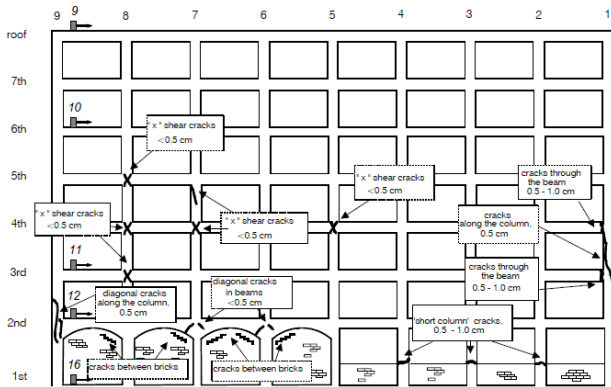 9 8 7 6 5 4 3 2 1
9
roof
7th
10
6th
" x " shear cracks
<0.5 cm
" x " shear cracks
<0.5 cm
cracks through
the beam
0.5 - 1.0 cm
5th
" x " shear cracks
<0.5 cm
" x " shear cracks
<0.5 cm
cracks
along the column,
0.5 cm
4th
11
cracks through the
beam
0.5 - 1.0 cm
3rd
12
diagonal cracks
along the column,
0.5 cm
diagonal cracks
in beams
<0.5 cm
'short column' cracks,
0.5 - 1.0 cm
2nd
16
cracks between bricks
cracks between bricks
1st